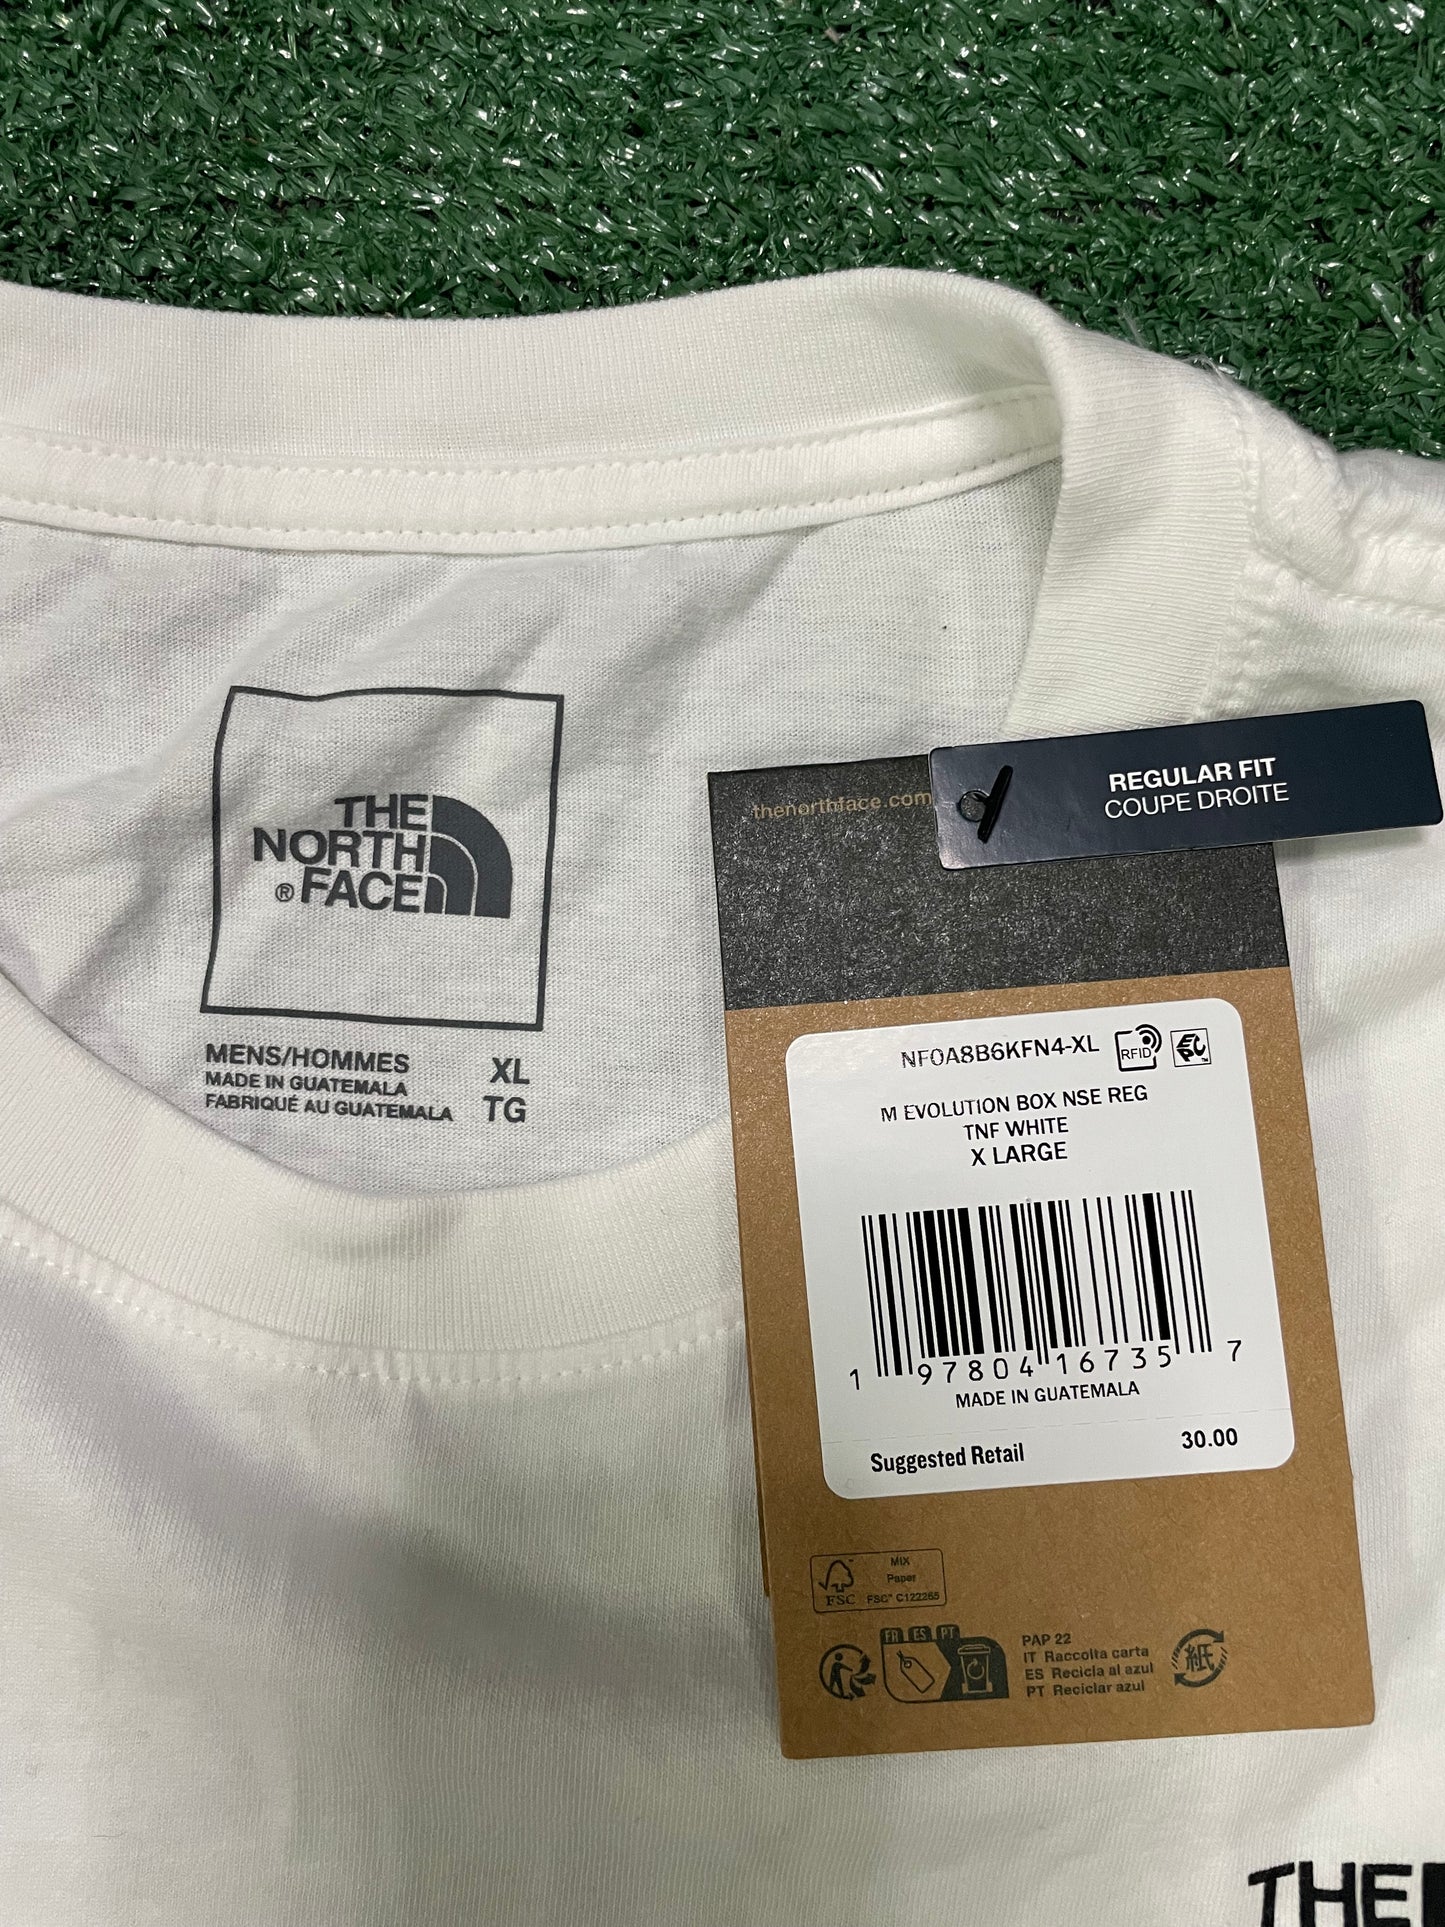 THE
NORTH
® FACE
MENS/HOMMES XL
MADE IN GUATEMALA
FABRIQUÉ AU GUATEMALA TG
thenorthface.com
REGULAR FIT
COUPE DROITE
NF0A8B6KFN4-XL RFID EPC™
M EVOLUTION BOX NSE REG
TNF WHITE
X LARGE
1 97804 16735 7
MADE IN GUATEMALA
Suggested Retail 30.00
MIX
Paper
FSC FSC™ C122265
FR ES PT
PAP 22
IT Raccolta carta
ES Recicla al azul
PT Reciclar azul
紙
THE